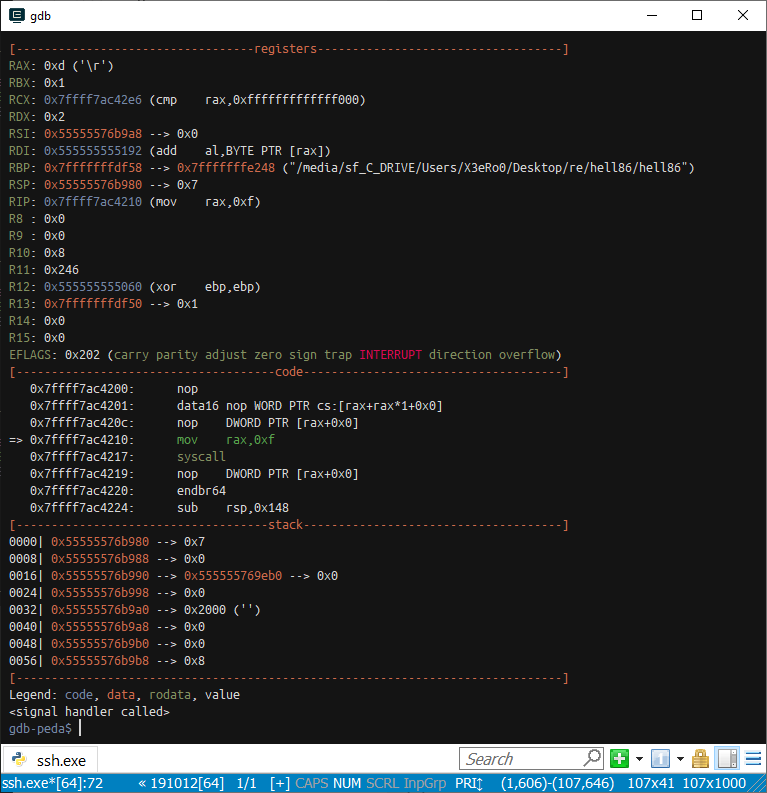 gdb
[----------------------------------registers-----------------------------------]
RAX: 0xd ('\r')
RBX: 0x1
RCX: 0x7ffff7ac42e6 (cmp    rax,0xfffffffffffff000)
RDX: 0x2
RSI: 0x55555576b9a8 --> 0x0
RDI: 0x555555555192 (add    al,BYTE PTR [rax])
RBP: 0x7fffffffdf58 --> 0x7fffffffe248 ("/media/sf_C_DRIVE/Users/X3eRo0/Desktop/re/hell86/hell86")
RSP: 0x55555576b980 --> 0x7
RIP: 0x7ffff7ac4210 (mov    rax,0xf)
R8 : 0x0
R9 : 0x0
R10: 0x8
R11: 0x246
R12: 0x555555555060 (xor    ebp,ebp)
R13: 0x7fffffffdf50 --> 0x1
R14: 0x0
R15: 0x0
EFLAGS: 0x202 (carry parity adjust zero sign trap INTERRUPT direction overflow)
[-------------------------------------code-------------------------------------]
   0x7ffff7ac4200:      nop
   0x7ffff7ac4201:      data16 nop WORD PTR cs:[rax+rax*1+0x0]
   0x7ffff7ac420c:      nop    DWORD PTR [rax+0x0]
=> 0x7ffff7ac4210:      mov    rax,0xf
   0x7ffff7ac4217:      syscall
   0x7ffff7ac4219:      nop    DWORD PTR [rax+0x0]
   0x7ffff7ac4220:      endbr64
   0x7ffff7ac4224:      sub    rsp,0x148
[------------------------------------stack-------------------------------------]
0000| 0x55555576b980 --> 0x7
0008| 0x55555576b988 --> 0x0
0016| 0x55555576b990 --> 0x555555769eb0 --> 0x0
0024| 0x55555576b998 --> 0x0
0032| 0x55555576b9a0 --> 0x2000 ('')
0040| 0x55555576b9a8 --> 0x0
0048| 0x55555576b9b0 --> 0x0
0056| 0x55555576b9b8 --> 0x8
[------------------------------------------------------------------------------]
Legend: code, data, rodata, value
<signal handler called>
gdb-peda$
ssh.exe Search 1
ssh.exe*[64]:72 « 191012[64] 1/1 [+] CAPS NUM SCRL InpGrp PRI↕ (1,606)-(107,646) 107x41 107x1000